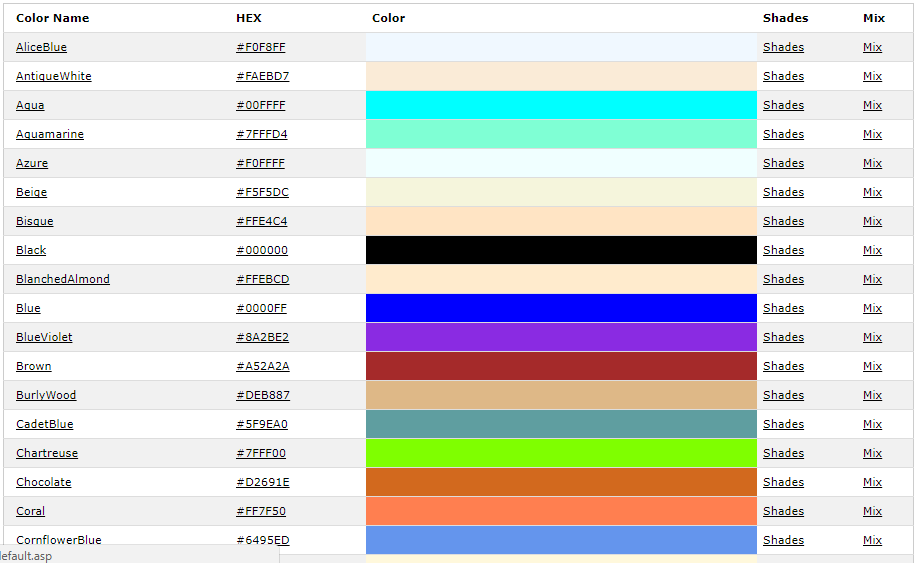 Color Name HEX Color Shades Mix
AliceBlue #F0F8FF Shades Mix
AntiqueWhite #FAEBD7 Shades Mix
Aqua #00FFFF Shades Mix
Aquamarine #7FFFD4 Shades Mix
Azure #F0FFFF Shades Mix
Beige #F5F5DC Shades Mix
Bisque #FFE4C4 Shades Mix
Black #000000 Shades Mix
BlanchedAlmond #FFEBCD Shades Mix
Blue #0000FF Shades Mix
BlueViolet #8A2BE2 Shades Mix
Brown #A52A2A Shades Mix
BurlyWood #DEB887 Shades Mix
CadetBlue #5F9EA0 Shades Mix
Chartreuse #7FFF00 Shades Mix
Chocolate #D2691E Shades Mix
Coral #FF7F50 Shades Mix
CornflowerBlue #6495ED Shades Mix
default.asp